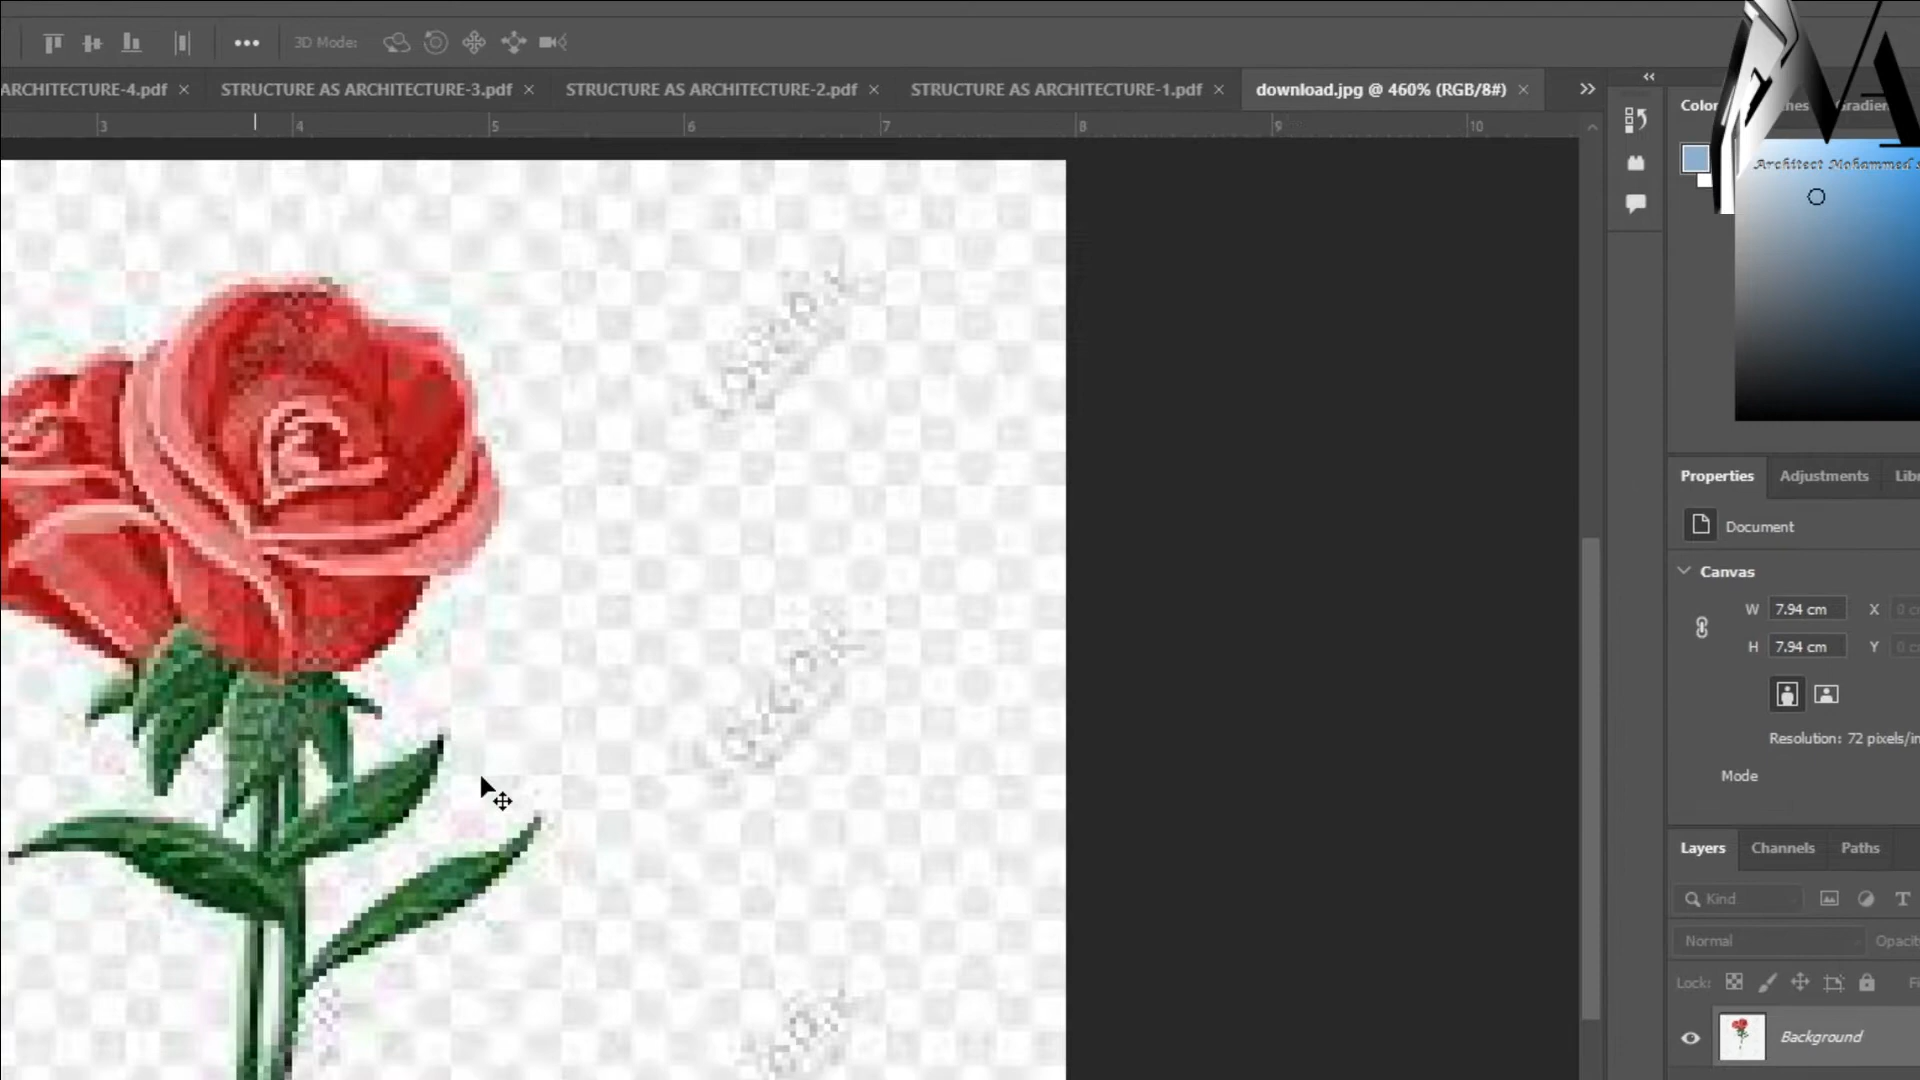 3D Mode:
ARCHITECTURE-4.pdf × STRUCTURE AS ARCHITECTURE-3.pdf × STRUCTURE AS ARCHITECTURE-2.pdf × STRUCTURE AS ARCHITECTURE-1.pdf × download.jpg @ 460% (RGB/8#) ×
3 4 5 6 7 8 9 10
MA
Architect Mohammed
Properties Adjustments
Document
Canvas
W 7.94 cm X
H 7.94 cm Y
Resolution: 72 pixels/in
Mode
Layers Channels Paths
Kind T
Normal
Lock:
Background